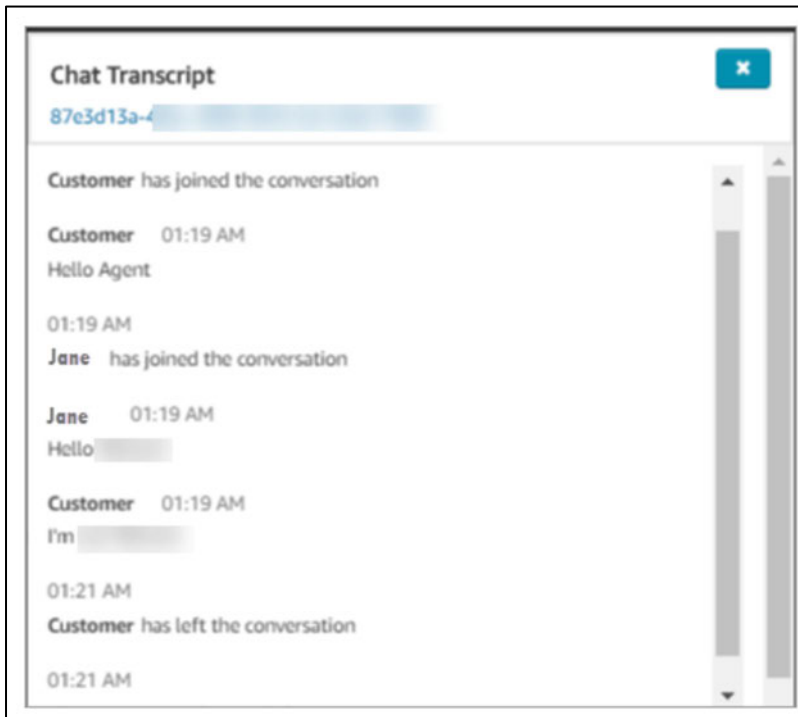 Chat Transcript
87e3d13a-4
Customer has joined the conversation
Customer 01:19 AM
Hello Agent
01:19 AM
Jane has joined the conversation
Jane 01:19 AM
Hello
Customer 01:19 AM
I'm
01:21 AM
Customer has left the conversation
01:21 AM